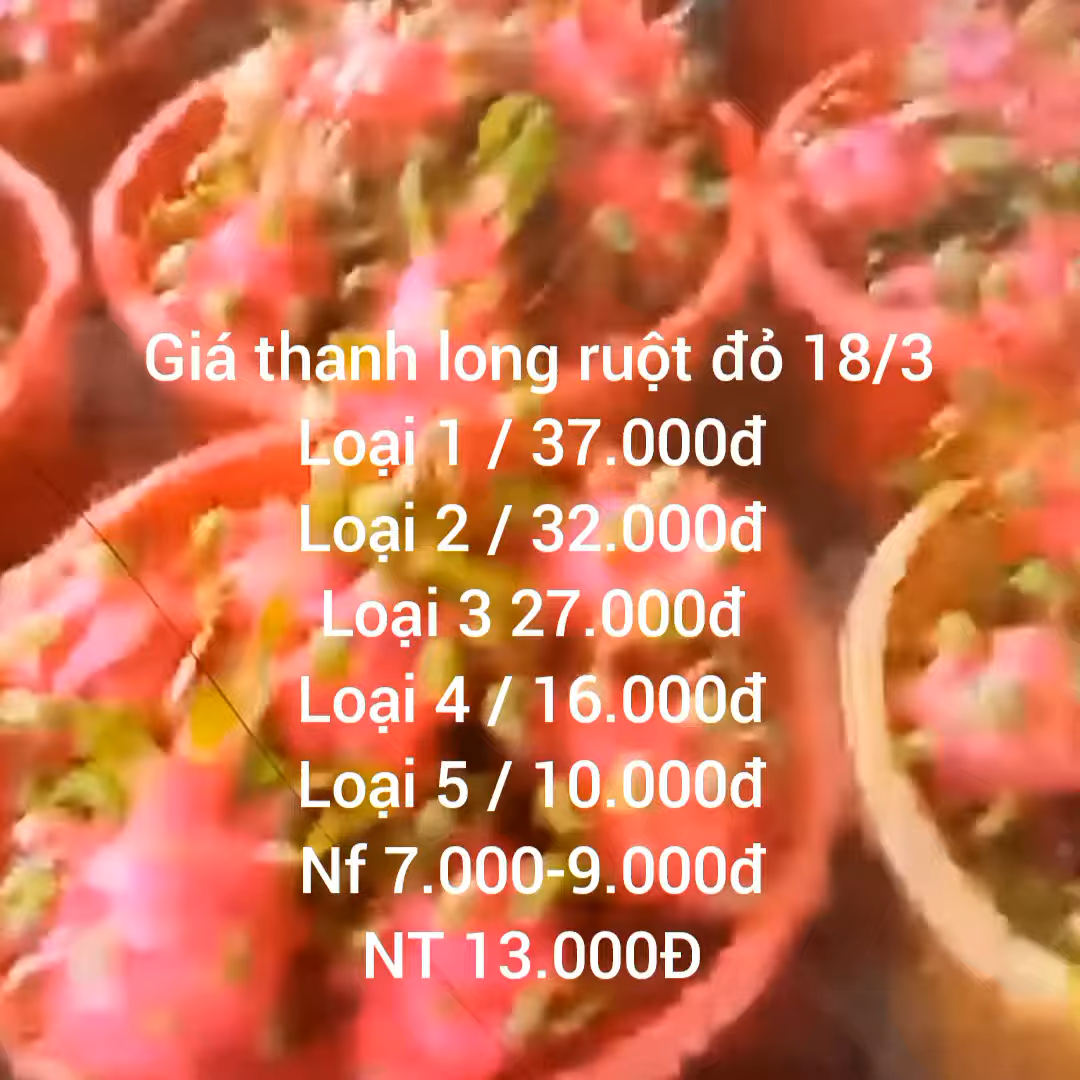 Giá thanh long ruột đỏ 18/3
Loại 1 / 37.000đ
Loại 2 / 32.000đ
Loại 3 27.000đ
Loại 4 / 16.000đ
Loại 5 / 10.000đ
Nf 7.000-9.000đ
NT 13.000Đ